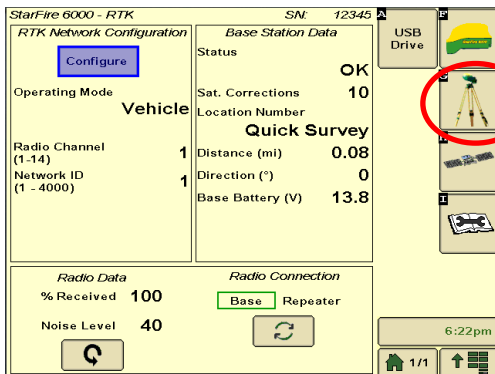 StarFire 6000 - RTK
SN: 12345
RTK Network Configuration
Configure
Operating Mode
Vehicle
Radio Channel
(1-14)
1
Network ID
(1 - 4000)
1
Base Station Data
Status
OK
Sat. Corrections 10
Location Number
Quick Survey
Distance (mi) 0.08
Direction (°) 0
Base Battery (V) 13.8
Radio Data
% Received 100
Noise Level 40
Radio Connection
Base Repeater
A
USB
Drive
F
I
6:22pm
1/1